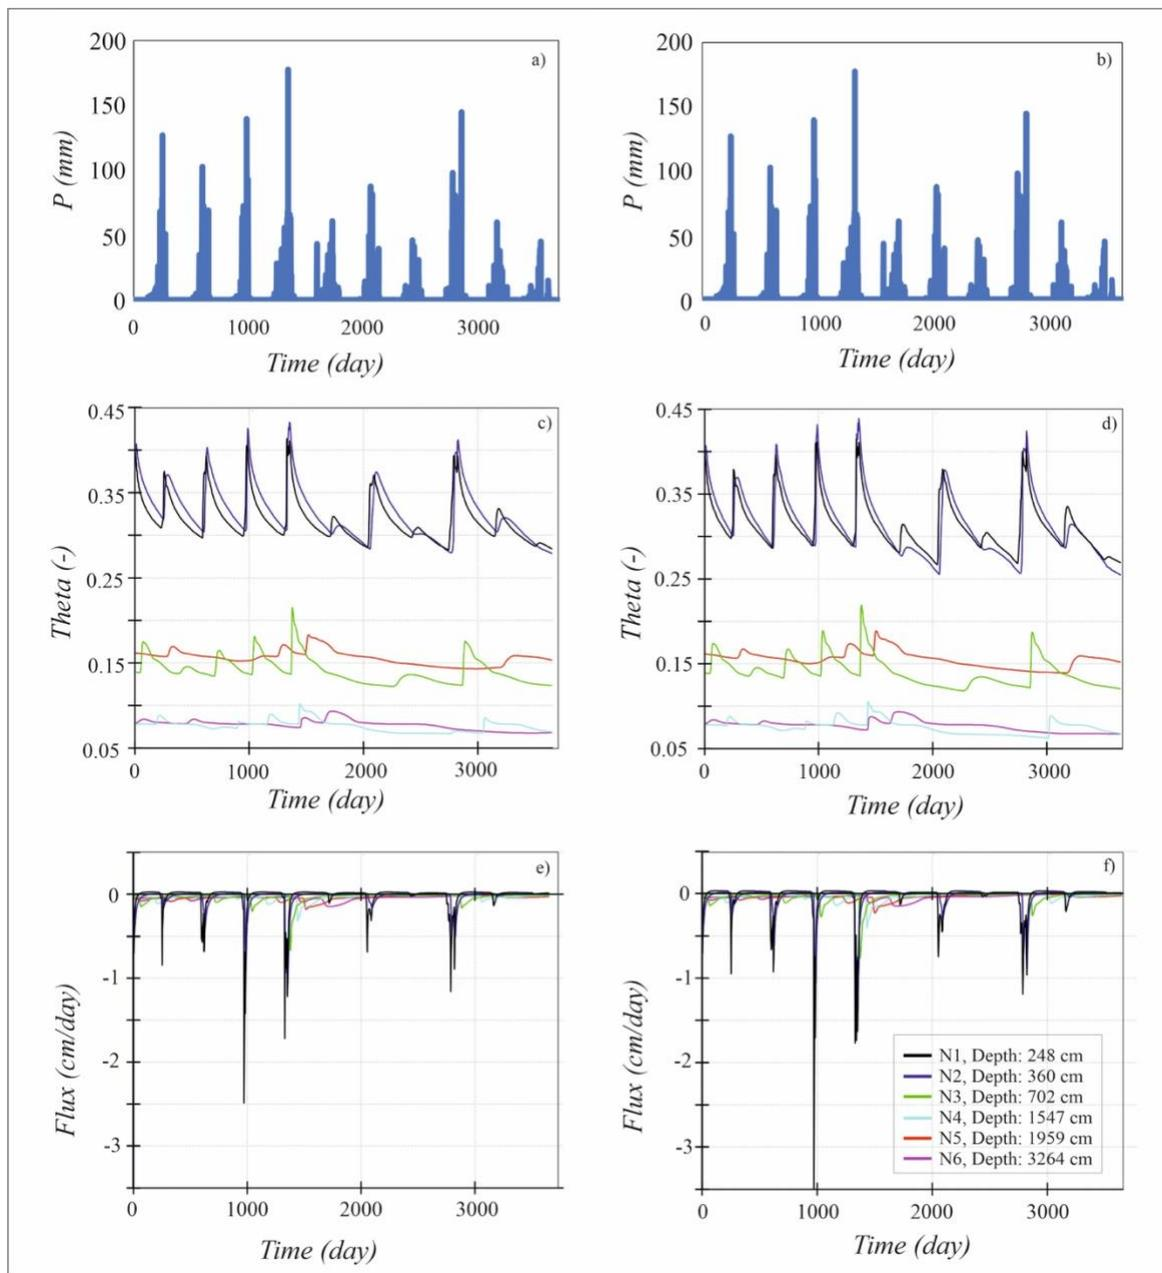 200
150
100
50
0
P (mm)
a)
0 1000 2000 3000
Time (day)
200
150
100
50
0
P (mm)
b)
0 1000 2000 3000
Time (day)
0.45
0.35
0.25
0.15
0.05
Theta (-)
c)
0 1000 2000 3000
Time (day)
0.45
0.35
0.25
0.15
0.05
Theta (-)
d)
0 1000 2000 3000
Time (day)
0
-1
-2
-3
Flux (cm/day)
e)
0 1000 2000 3000
Time (day)
0
-1
-2
-3
Flux (cm/day)
f)
N1, Depth: 248 cm
N2, Depth: 360 cm
N3, Depth: 702 cm
N4, Depth: 1547 cm
N5, Depth: 1959 cm
N6, Depth: 3264 cm
0 1000 2000 3000
Time (day)